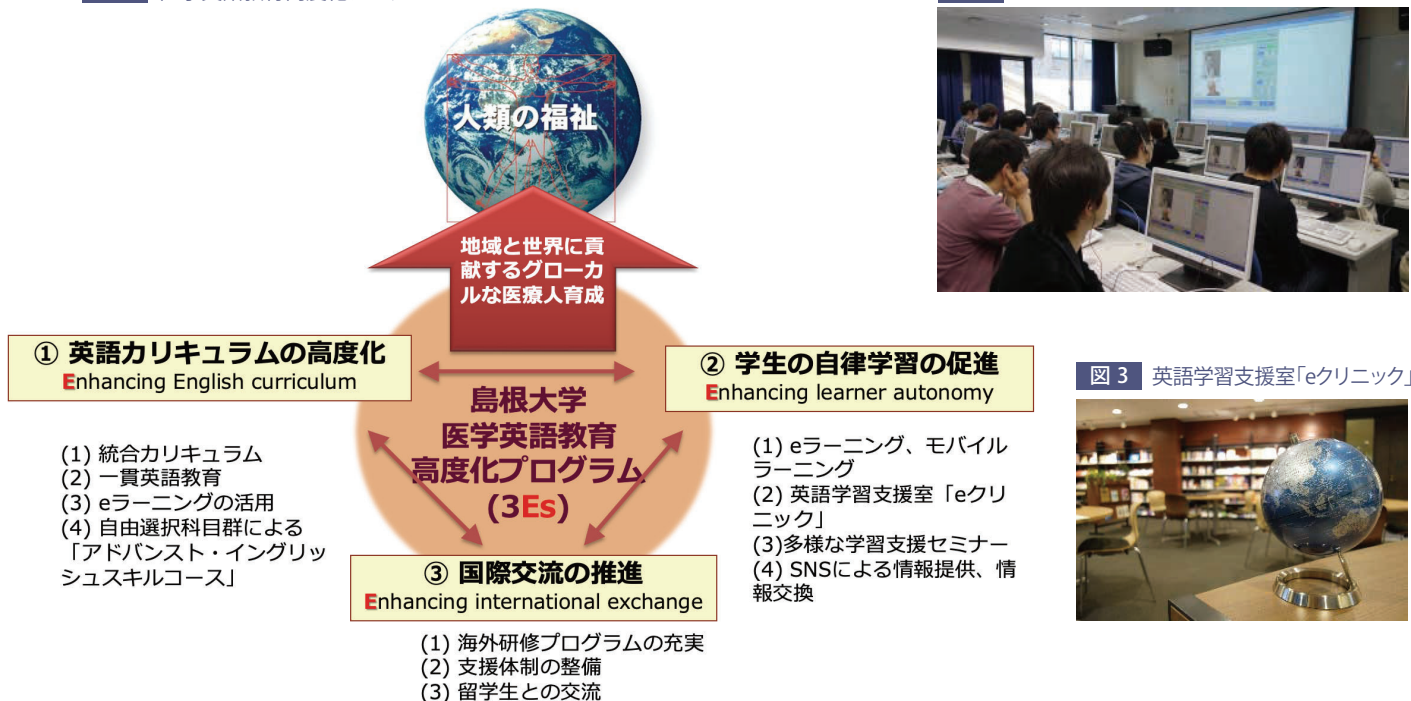 人類の福祉
地域と世界に貢
献するグローカ
ルな医療人育成
① 英語カリキュラムの高度化
Enhancing English curriculum
(1) 統合カリキュラム
(2) 一貫英語教育
(3) eラーニングの活用
(4) 自由選択科目群による
「アドバンスト・イングリッ
シュスキルコース」
島根大学
医学英語教育
高度化プログラム
(3Es)
② 学生の自律学習の促進
Enhancing learner autonomy
(1) eラーニング、モバイル
ラーニング
(2) 英語学習支援室「eクリ
ニック」
(3)多様な学習支援セミナー
(4) SNSによる情報提供、情
報交換
③ 国際交流の推進
Enhancing international exchange
(1) 海外研修プログラムの充実
(2) 支援体制の整備
(3) 留学生との交流
図 3 英語学習支援室「eクリニック」